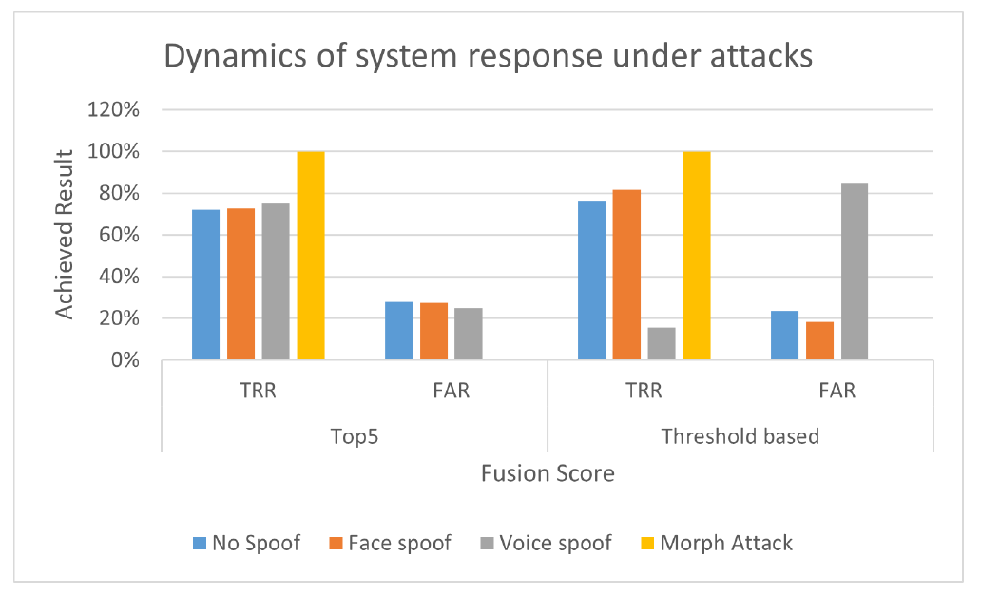 Dynamics of system response under attacks
Achieved Result
120%
100%
80%
60%
40%
20%
0%
TRR FAR TRR FAR
Top5 Threshold based
Fusion Score
No Spoof Face spoof Voice spoof Morph Attack